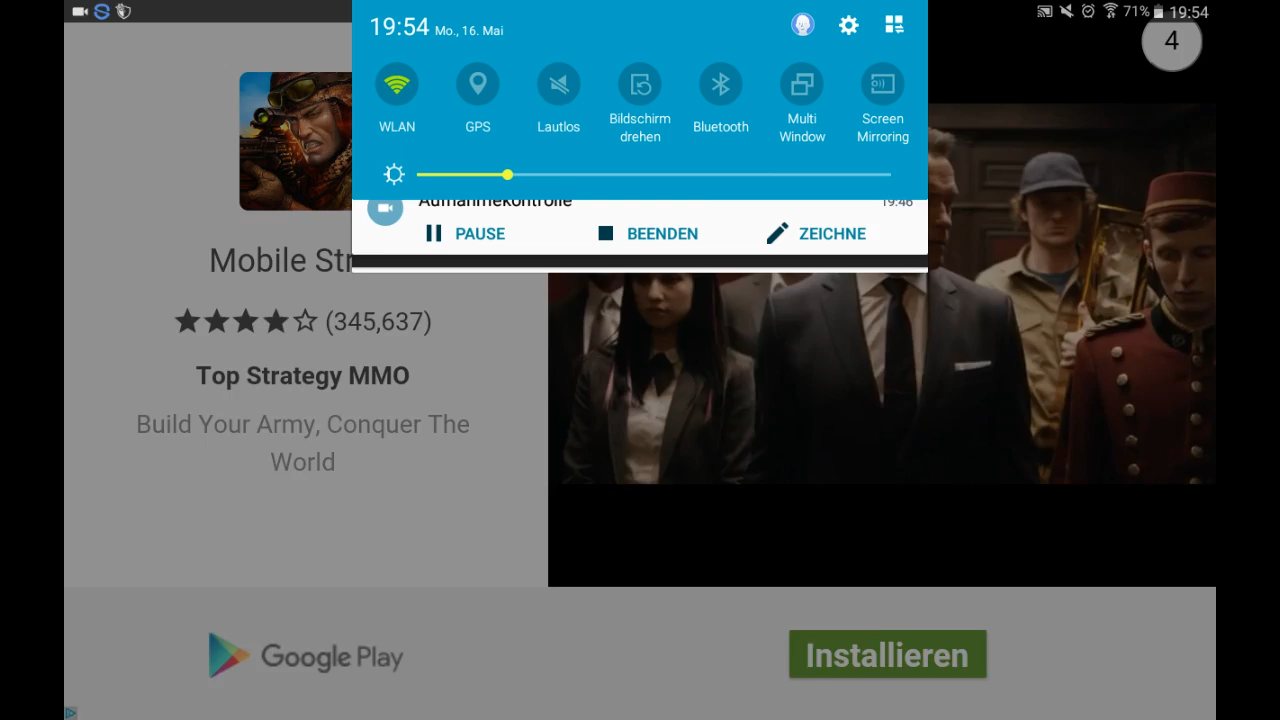 71% 19:54
19:54 Mo., 16. Mai
4
WLAN
GPS
Lautlos
Bildschirm drehen
Bluetooth
Multi Window
Screen Mirroring
Aufnahmekontrolle 19:46
PAUSE
BEENDEN
ZEICHNE
Mobile Str
(345,637)
Top Strategy MMO
Build Your Army, Conquer The
World
Google Play
Installieren